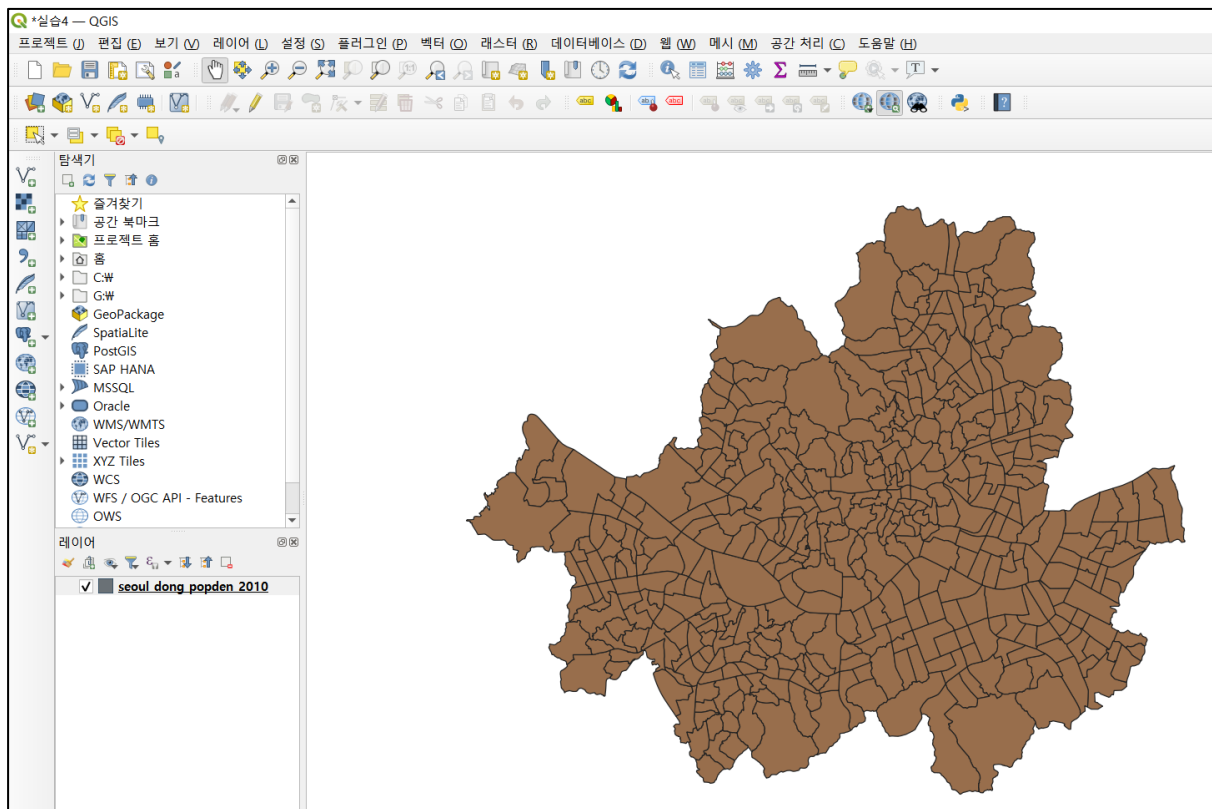 *실습4 — QGIS
프로젝트 (J) 편집 (E) 보기 (V) 레이어 (L) 설정 (S) 플러그인 (P) 벡터 (O) 래스터 (R) 데이터베이스 (D) 웹 (W) 메시 (M) 공간 처리 (C) 도움말 (H)
탐색기
즐겨찾기
공간 북마크
프로젝트 홈
홈
C:₩
G:₩
GeoPackage
SpatiaLite
PostGIS
SAP HANA
MSSQL
Oracle
WMS/WMTS
Vector Tiles
XYZ Tiles
WCS
WFS / OGC API - Features
OWS
레이어
seoul_dong_popden_2010